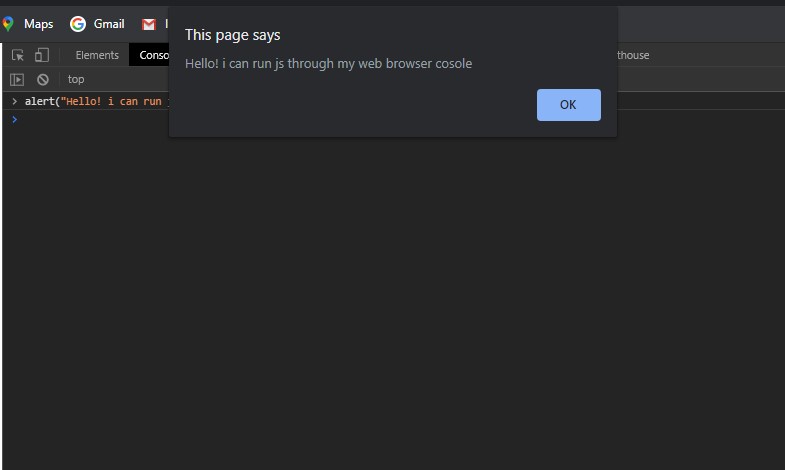 Maps Gmail
This page says
Hello! i can run js through my web browser cosole
OK
Elements Conso thouse
top
alert("Hello! i can run